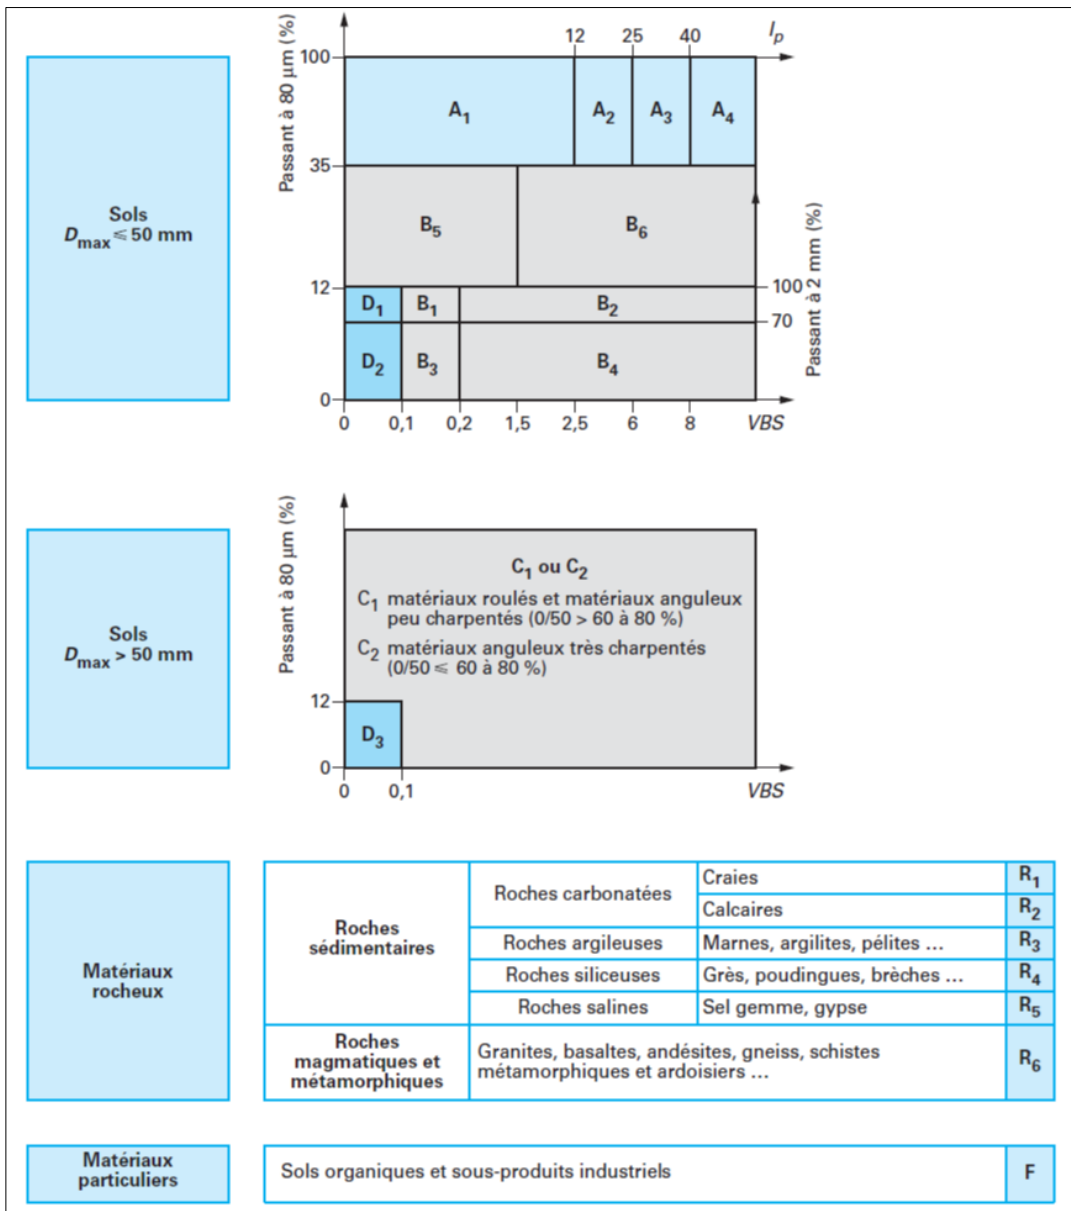 Passant à 80 μm (%)
12 25 40 Ip
100
A1 A2 A3 A4
35
Sols
Dmax ≤ 50 mm
B5 B6
Passant à 2 mm (%)
12
D1 B1 B2
100
70
D2 B3 B4
0
0 0,1 0,2 1,5 2,5 6 8 VBS
Passant à 80 μm (%)
Sols
Dmax > 50 mm
C1 ou C2
C1 matériaux roulés et matériaux anguleux
peu charpentés (0/50 > 60 à 80 %)
C2 matériaux anguleux très charpentés
(0/50 ≤ 60 à 80 %)
12
D3
0
0 0,1 VBS
Matériaux
rocheux
Roches
sédimentaires
Roches carbonatées
Craies R1
Calcaires R2
Roches argileuses Marnes, argilites, pélites ... R3
Roches siliceuses Grès, poudingues, brèches ... R4
Roches salines Sel gemme, gypse R5
Roches
magmatiques et
métamorphiques
Granites, basaltes, andésites, gneiss, schistes
métamorphiques et ardoisiers ...
R6
Matériaux
particuliers
Sols organiques et sous-produits industriels F